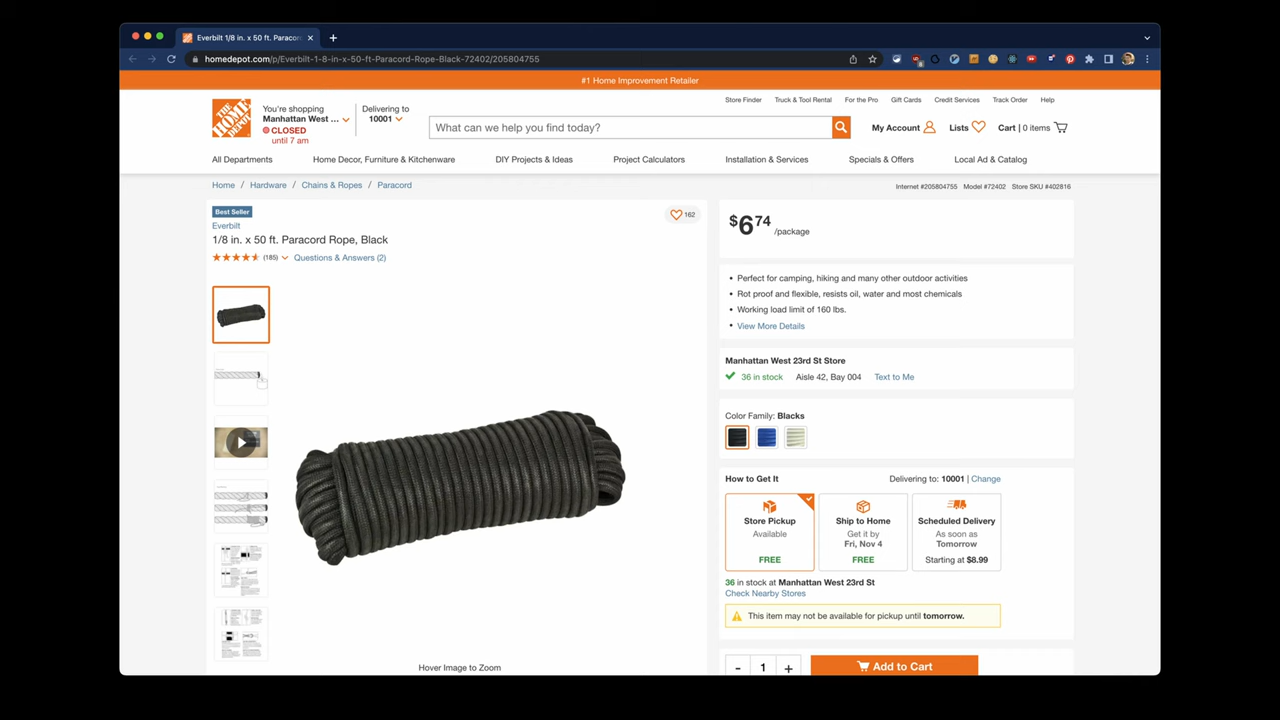 Everbilt 1/8 in. x 50 ft. Paraco
homedepot.com/p/Everbilt-1-8-in-x-50-ft-Paracord-Rope-Black-72402/205804755
#1 Home Improvement Retailer
Store Finder Truck & Tool Rental For the Pro Gift Cards Credit Services Track Order Help
THE HOME DEPOT
You're shopping
Manhattan West ...
CLOSED
until 7 am
Delivering to
10001
What can we help you find today?
My Account Lists Cart | 0 items
All Departments Home Decor, Furniture & Kitchenware DIY Projects & Ideas Project Calculators Installation & Services Specials & Offers Local Ad & Catalog
Home / Hardware / Chains & Ropes / Paracord
Internet #205804755 Model #72402 Store SKU #402816
Best Seller
162
Everbilt
1/8 in. x 50 ft. Paracord Rope, Black
(185) Questions & Answers (2)
Hover Image to Zoom
$6 74 /package
• Perfect for camping, hiking and many other outdoor activities
• Rot proof and flexible, resists oil, water and most chemicals
• Working load limit of 160 lbs.
• View More Details
Manhattan West 23rd St Store
36 in stock Aisle 42, Bay 004 Text to Me
Color Family: Blacks
How to Get It Delivering to: 10001 | Change
Store Pickup
Available
FREE
Ship to Home
Get it by
Fri, Nov 4
FREE
Scheduled Delivery
As soon as
Tomorrow
Starting at $8.99
36 in stock at Manhattan West 23rd St
Check Nearby Stores
This item may not be available for pickup until tomorrow.
- 1 + Add to Cart